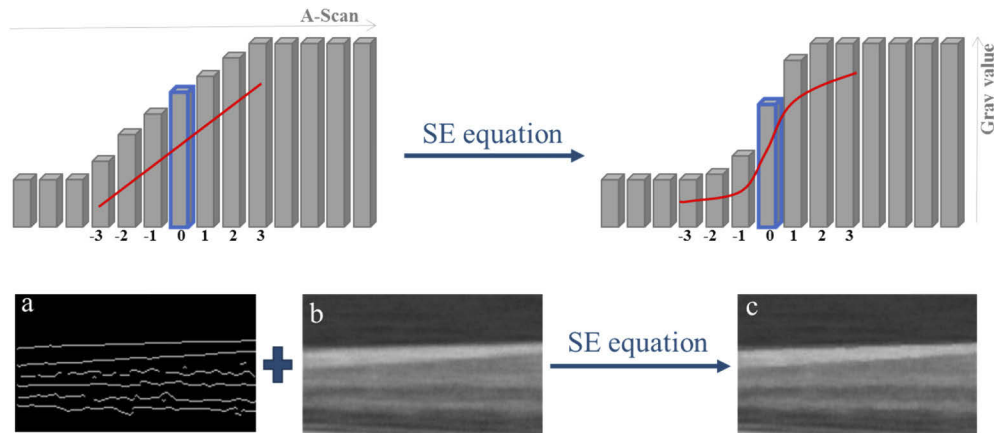 A-Scan
Gray value
SE equation
-3 -2 -1 0 1 2 3
-3 -2 -1 0 1 2 3
a
b
SE equation
c